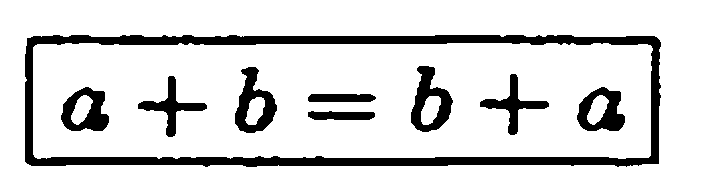 a + b = b + a